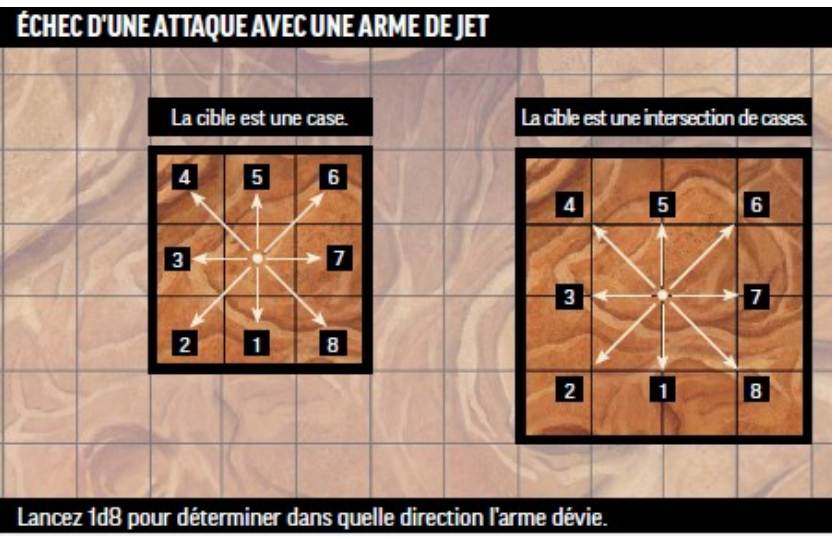 ÉCHEC D'UNE ATTAQUE AVEC UNE ARME DE JET
La cible est une case.
4 5 6
3 7
2 1 8
La cible est une intersection de cases.
4 5 6
3 7
2 1 8
Lancez 1d8 pour déterminer dans quelle direction l'arme dévie.